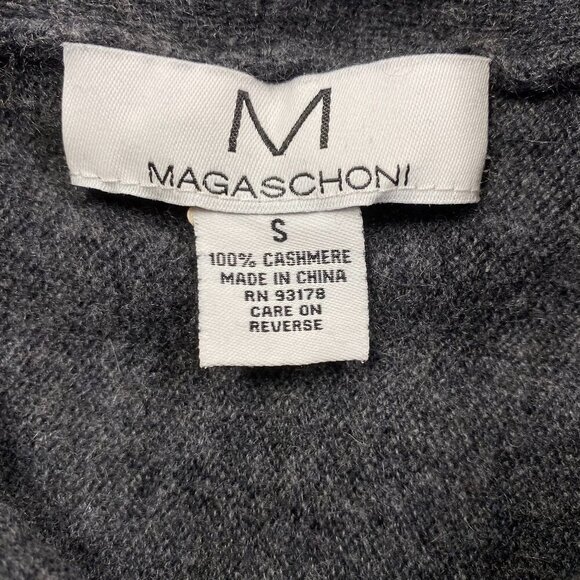 M
MAGASCHONI
S
100% CASHMERE
MADE IN CHINA
RN 93178
CARE ON
REVERSE